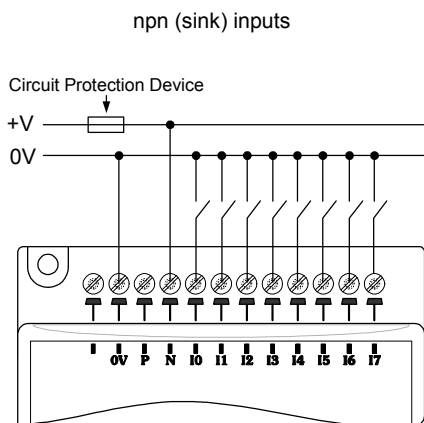 npn (sink) inputs
Circuit Protection Device
+V
0V
0V P N I0 I1 I2 I3 I4 I5 I6 I7